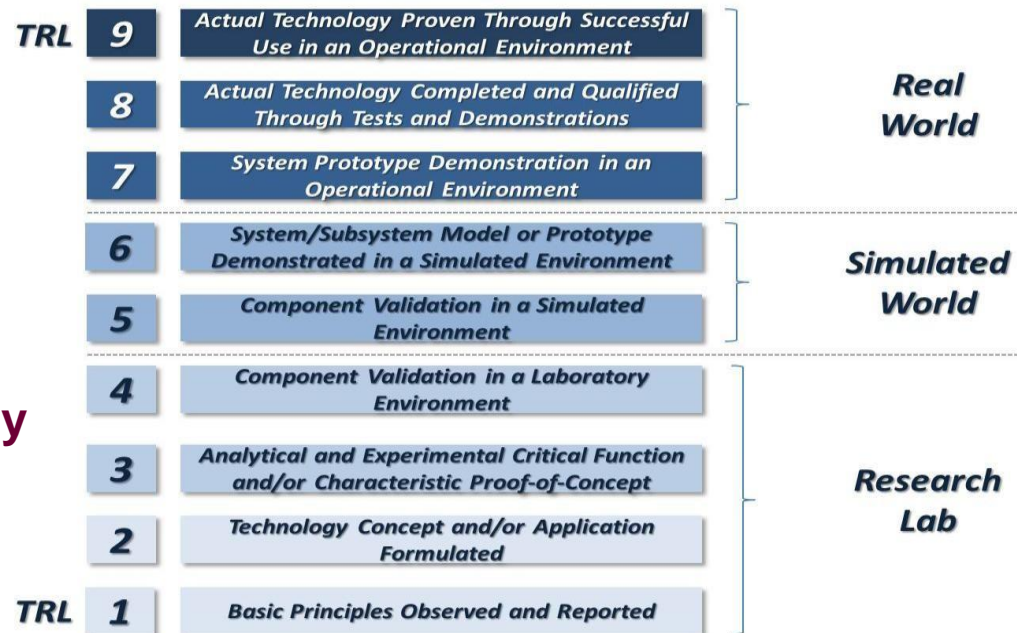 TRL 9 Actual Technology Proven Through Successful
Use in an Operational Environment
8 Actual Technology Completed and Qualified
Through Tests and Demonstrations
Real
World
7 System Prototype Demonstration in an
Operational Environment
6 System/Subsystem Model or Prototype
Demonstrated in a Simulated Environment
Simulated
World
5 Component Validation in a Simulated
Environment
4 Component Validation in a Laboratory
Environment
y
3 Analytical and Experimental Critical Function
and/or Characteristic Proof-of-Concept
Research
Lab
2 Technology Concept and/or Application
Formulated
TRL 1 Basic Principles Observed and Reported